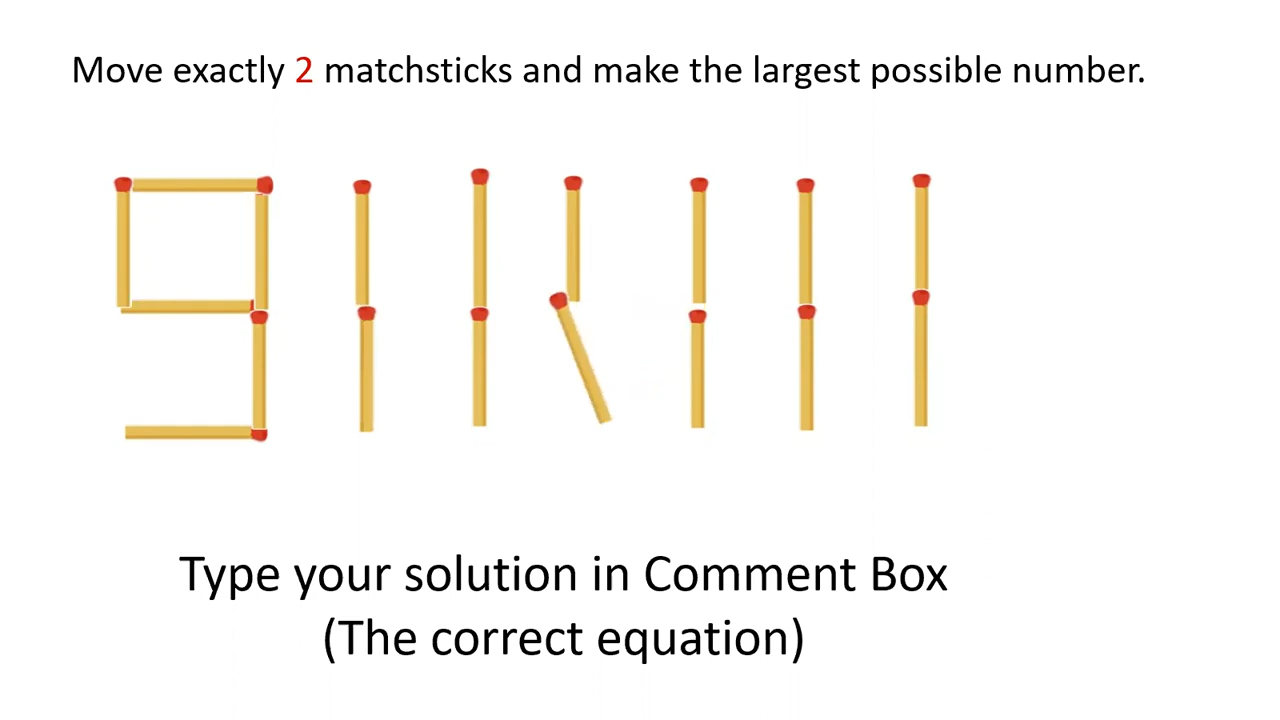 Move exactly 2 matchsticks and make the largest possible number.
Type your solution in Comment Box
(The correct equation)